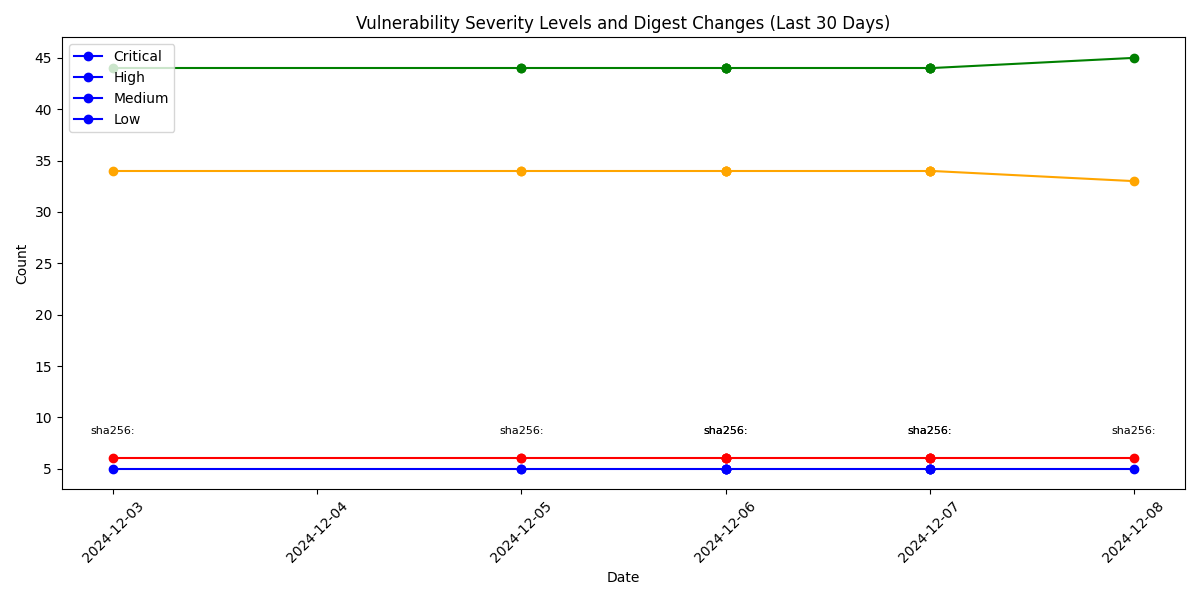 Vulnerability Severity Levels and Digest Changes (Last 30 Days)
Critical
High
Medium
Low
Count
45
40
35
30
25
20
15
10
5
sha256:
sha256:
sha256:
sha256:
sha256:
2024-12-03
2024-12-04
2024-12-05
2024-12-06
2024-12-07
2024-12-08
Date